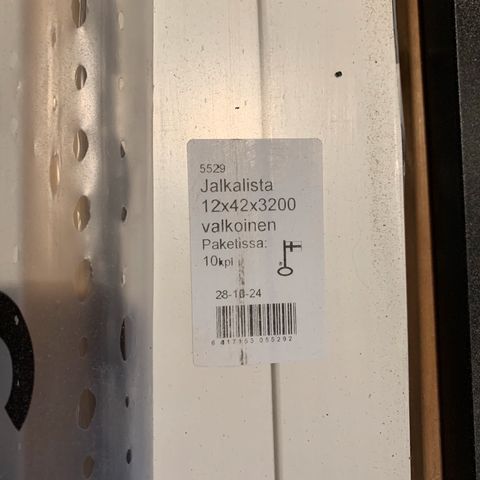 5529
Jalkalista
12x42x3200
valkoinen
Paketissa:
10kpl
28-10-24
6 417153 055292